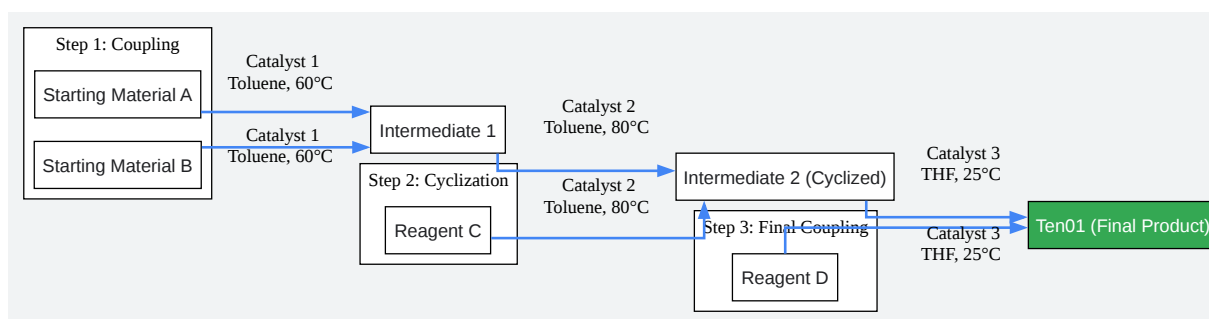 Step 1: Coupling
Starting Material A
Starting Material B
Catalyst 1
Toluene, 60°C
Catalyst 1
Toluene, 60°C
Intermediate 1
Step 2: Cyclization
Reagent C
Catalyst 2
Toluene, 80°C
Catalyst 2
Toluene, 80°C
Intermediate 2 (Cyclized)
Step 3: Final Coupling
Reagent D
Catalyst 3
THF, 25°C
Catalyst 3
THF, 25°C
Ten01 (Final Product)